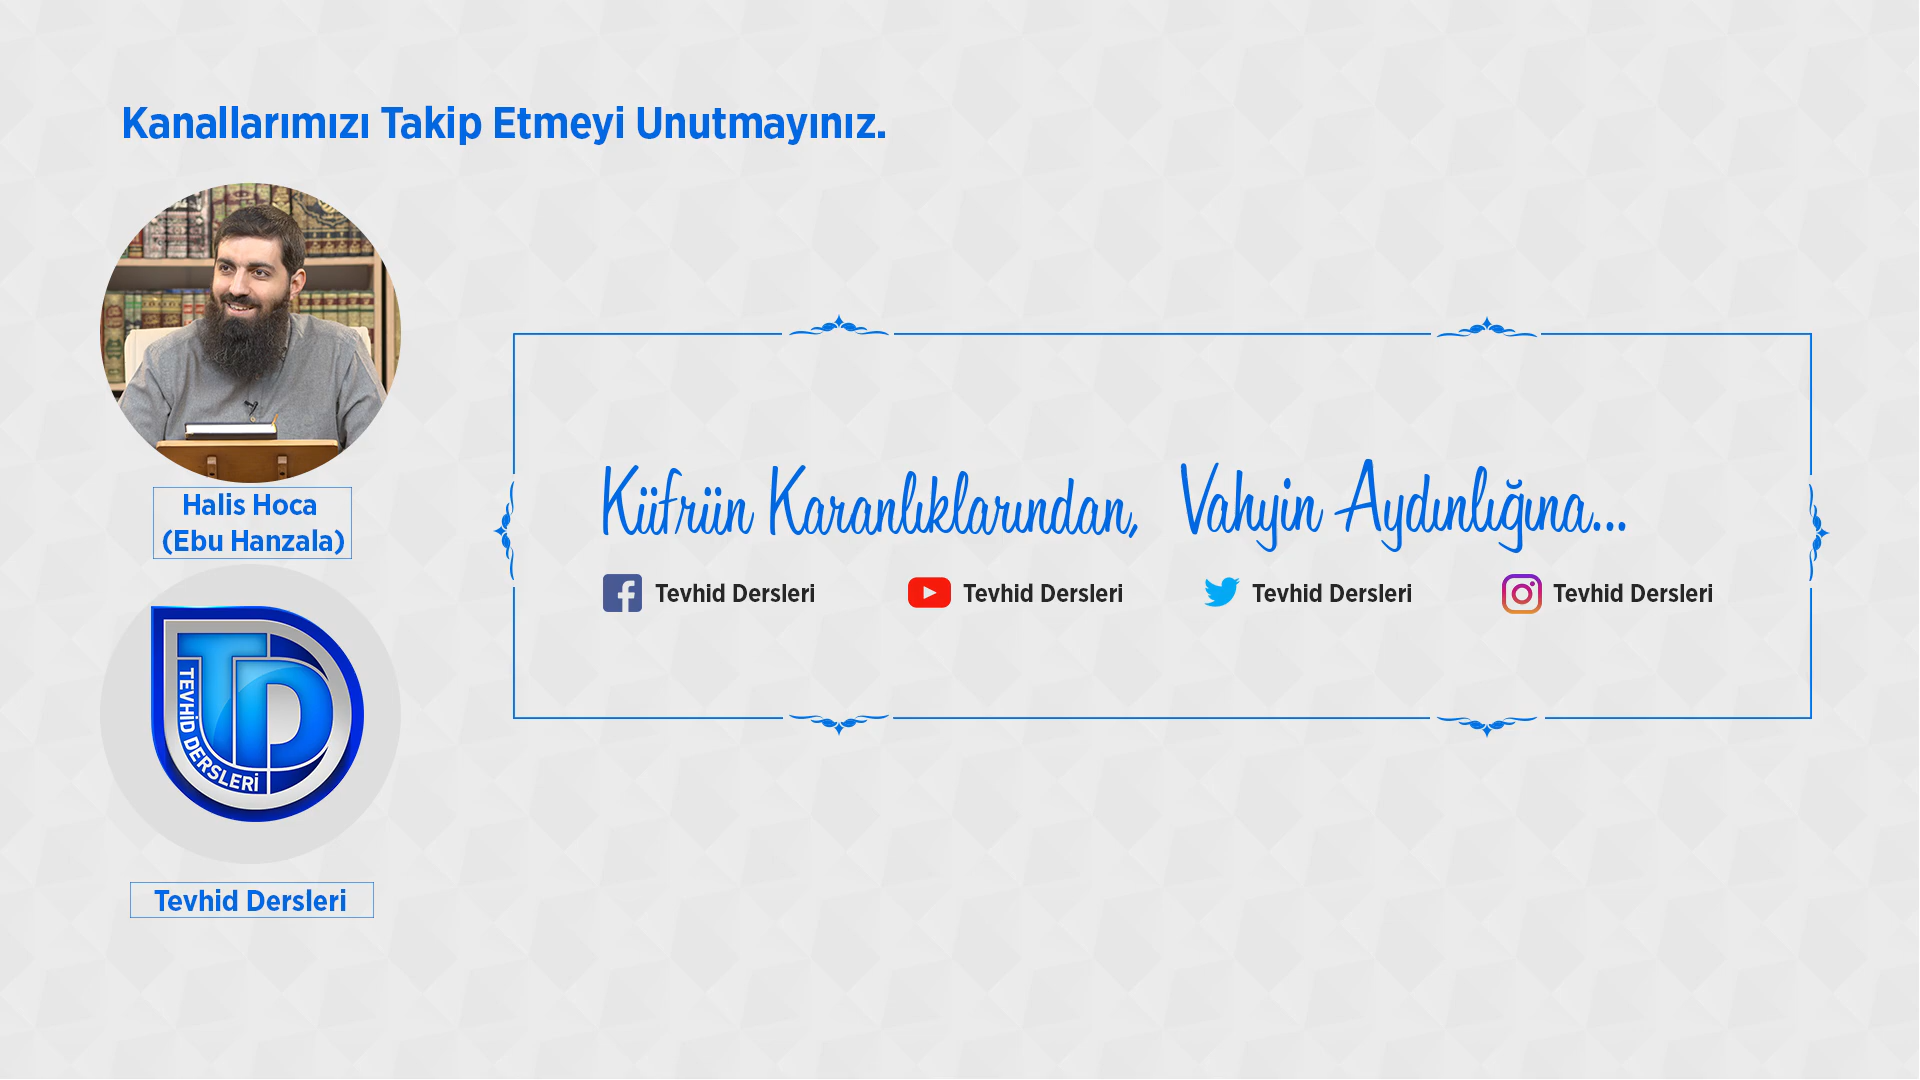 Kanallarımızı Takip Etmeyi Unutmayınız.
Halis Hoca
(Ebu Hanzala)
TD
TEVHİD DERSLERİ
Tevhid Dersleri
Küfrün Karanlıklarından, Vahyin Aydınlığına...
Tevhid Dersleri
Tevhid Dersleri
Tevhid Dersleri
Tevhid Dersleri